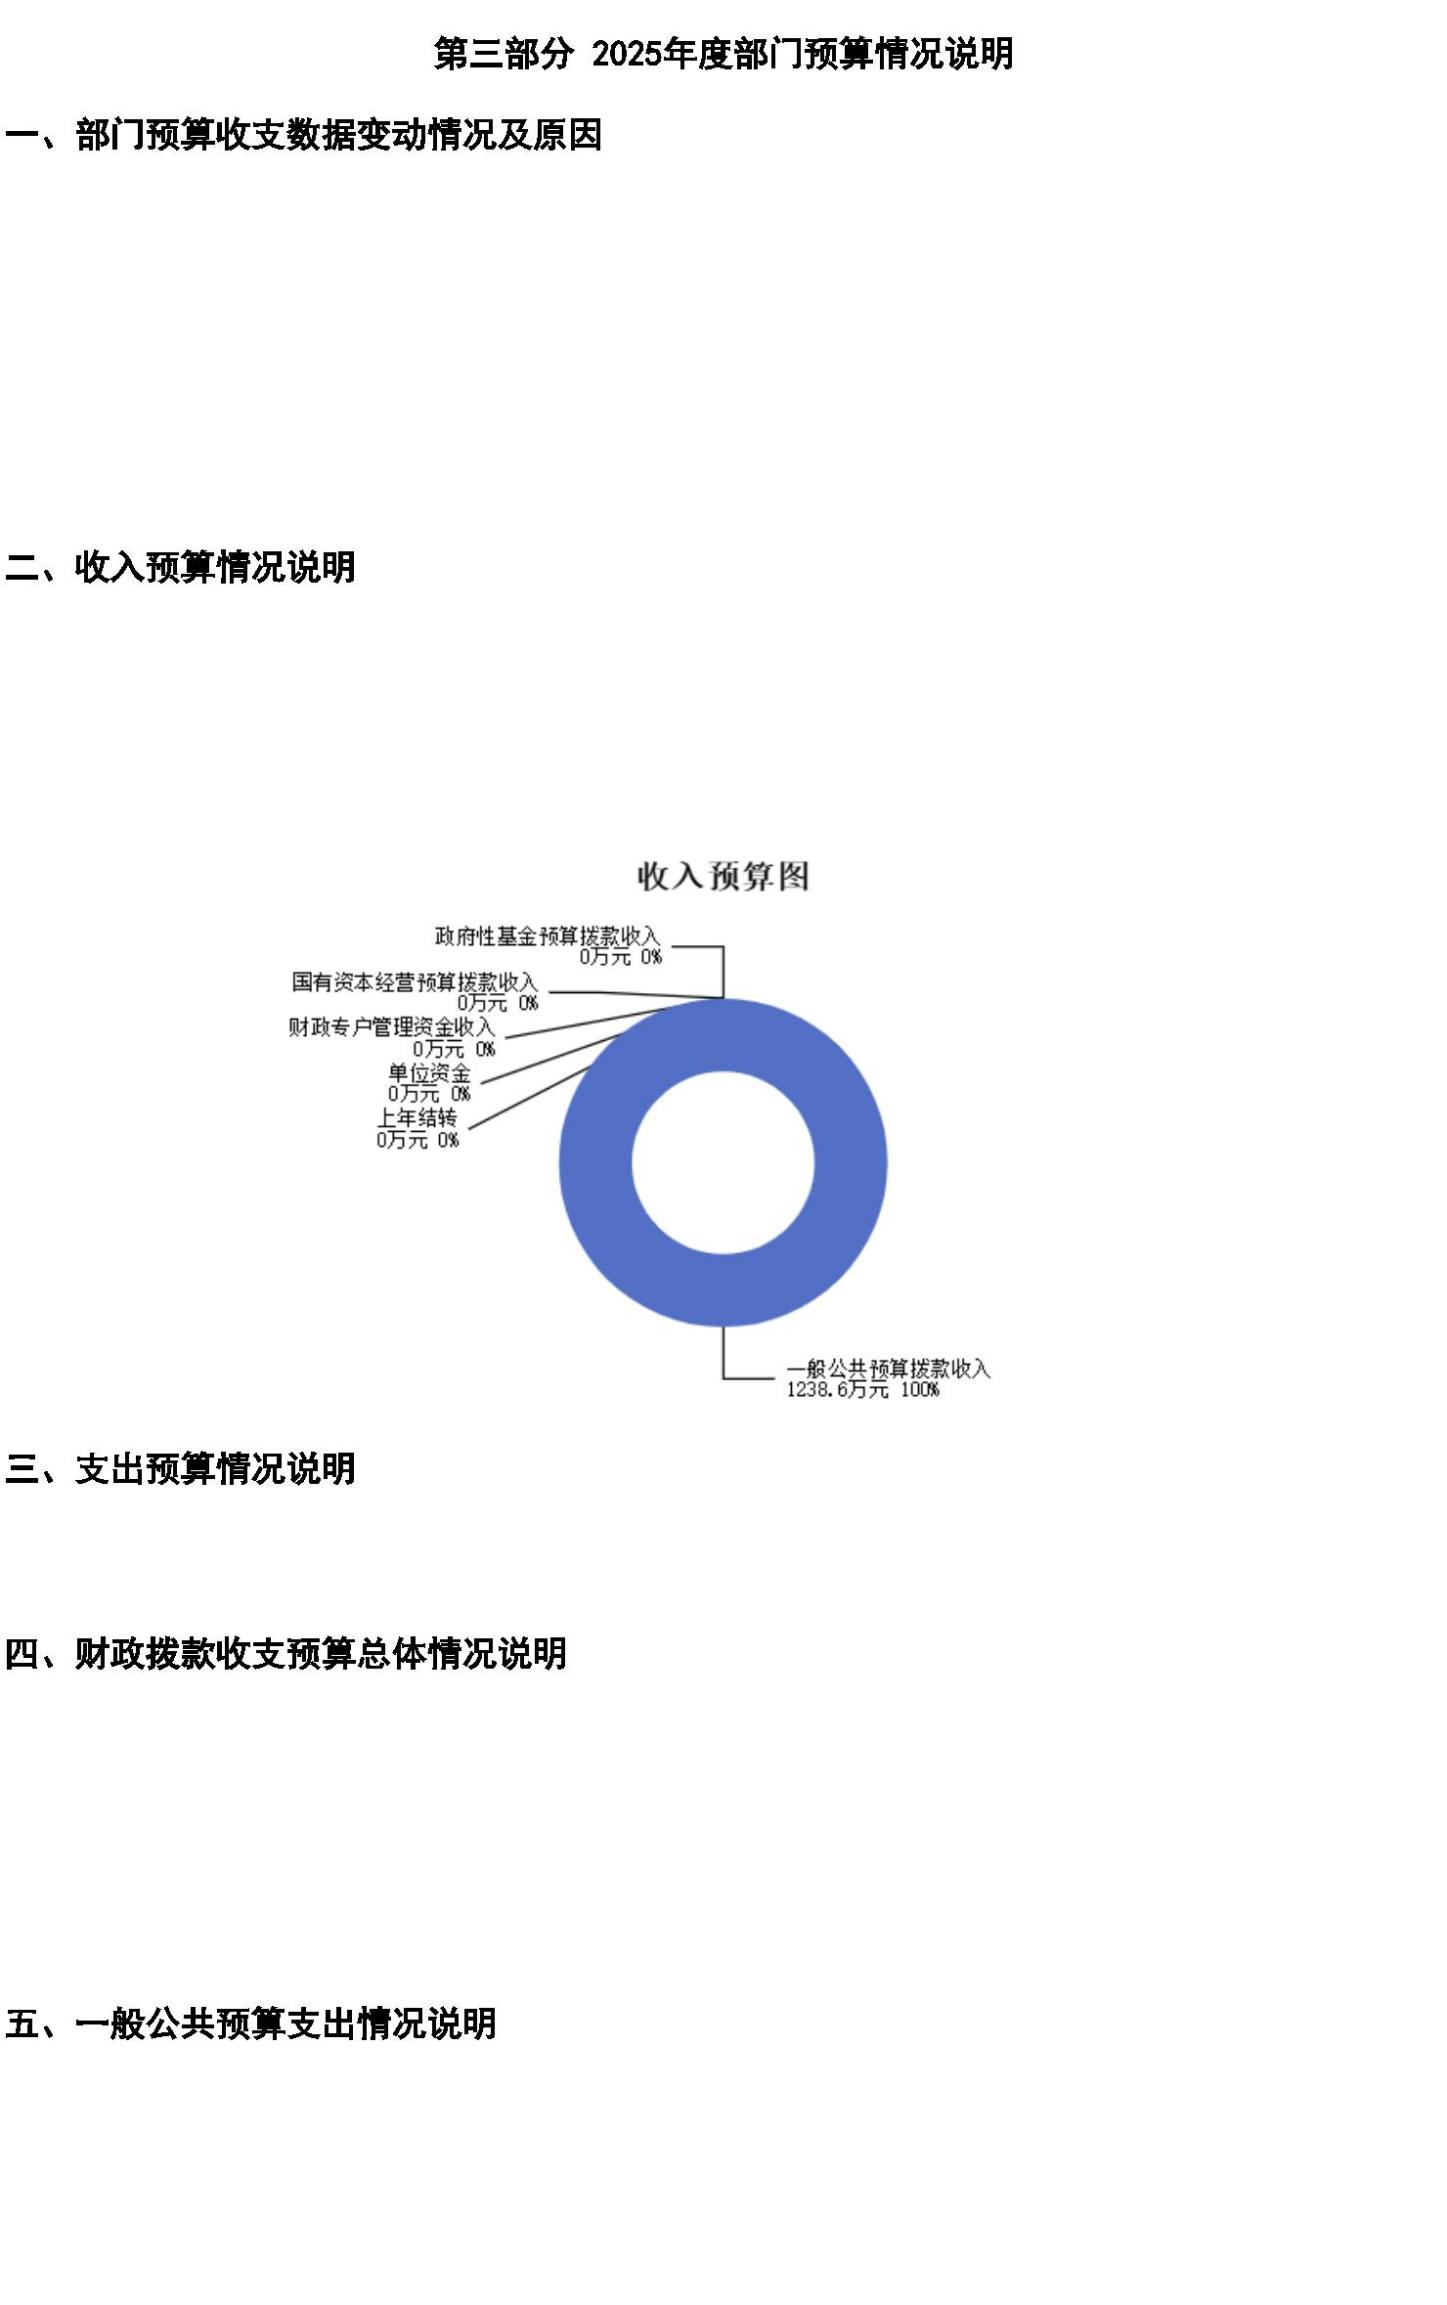 第三部分 2025年度部门预算情况说明
一、部门预算收支数据变动情况及原因
二、收入预算情况说明
收入预算图
政府性基金预算拨款收入
0万元 0%
国有资本经营预算拨款收入
0万元 0%
财政专户管理资金收入
0万元 0%
单位资金
0万元 0%
上年结转
0万元 0%
一般公共预算拨款收入
1238.6万元 100%
三、支出预算情况说明
四、财政拨款收支预算总体情况说明
五、一般公共预算支出情况说明